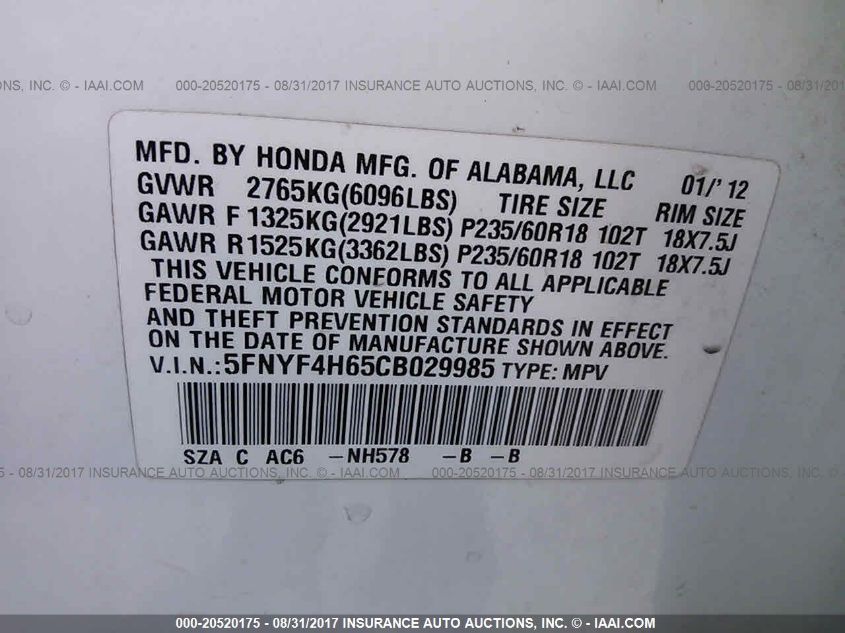 INC. © - IAAI.COM 000-20520175 - 08/31/2017 INSURANCE AUTO AUCTIONS, INC. © - IAAI.COM 000-20520175 - 08/31/
MFD. BY HONDA MFG. OF ALABAMA, LLC 01/'12
GVWR 2765KG(6096LBS) TIRE SIZE RIM SIZE
GAWR F 1325KG(2921LBS) P235/60R18 102T 18X7.5J
GAWR R1525KG(3362LBS) P235/60R18 102T 18X7.5J
THIS VEHICLE CONFORMS TO ALL APPLICABLE
FEDERAL MOTOR VEHICLE SAFETY
AND THEFT PREVENTION STANDARDS IN EFFECT
ON THE DATE OF MANUFACTURE SHOWN ABOVE.
V.I.N.:5FNYF4H65CB029985 TYPE: MPV
SZA C AC6 -NH578 -B -B
20175 - 08/31/2017 INSURANCE AUTO AUCTIONS, INC. © - IAAI.COM 000-20520175 - 08/31/2017 INSURANCE AUTO AUCTIONS,
000-20520175 - 08/31/2017 INSURANCE AUTO AUCTIONS, INC. © - IAAI.COM